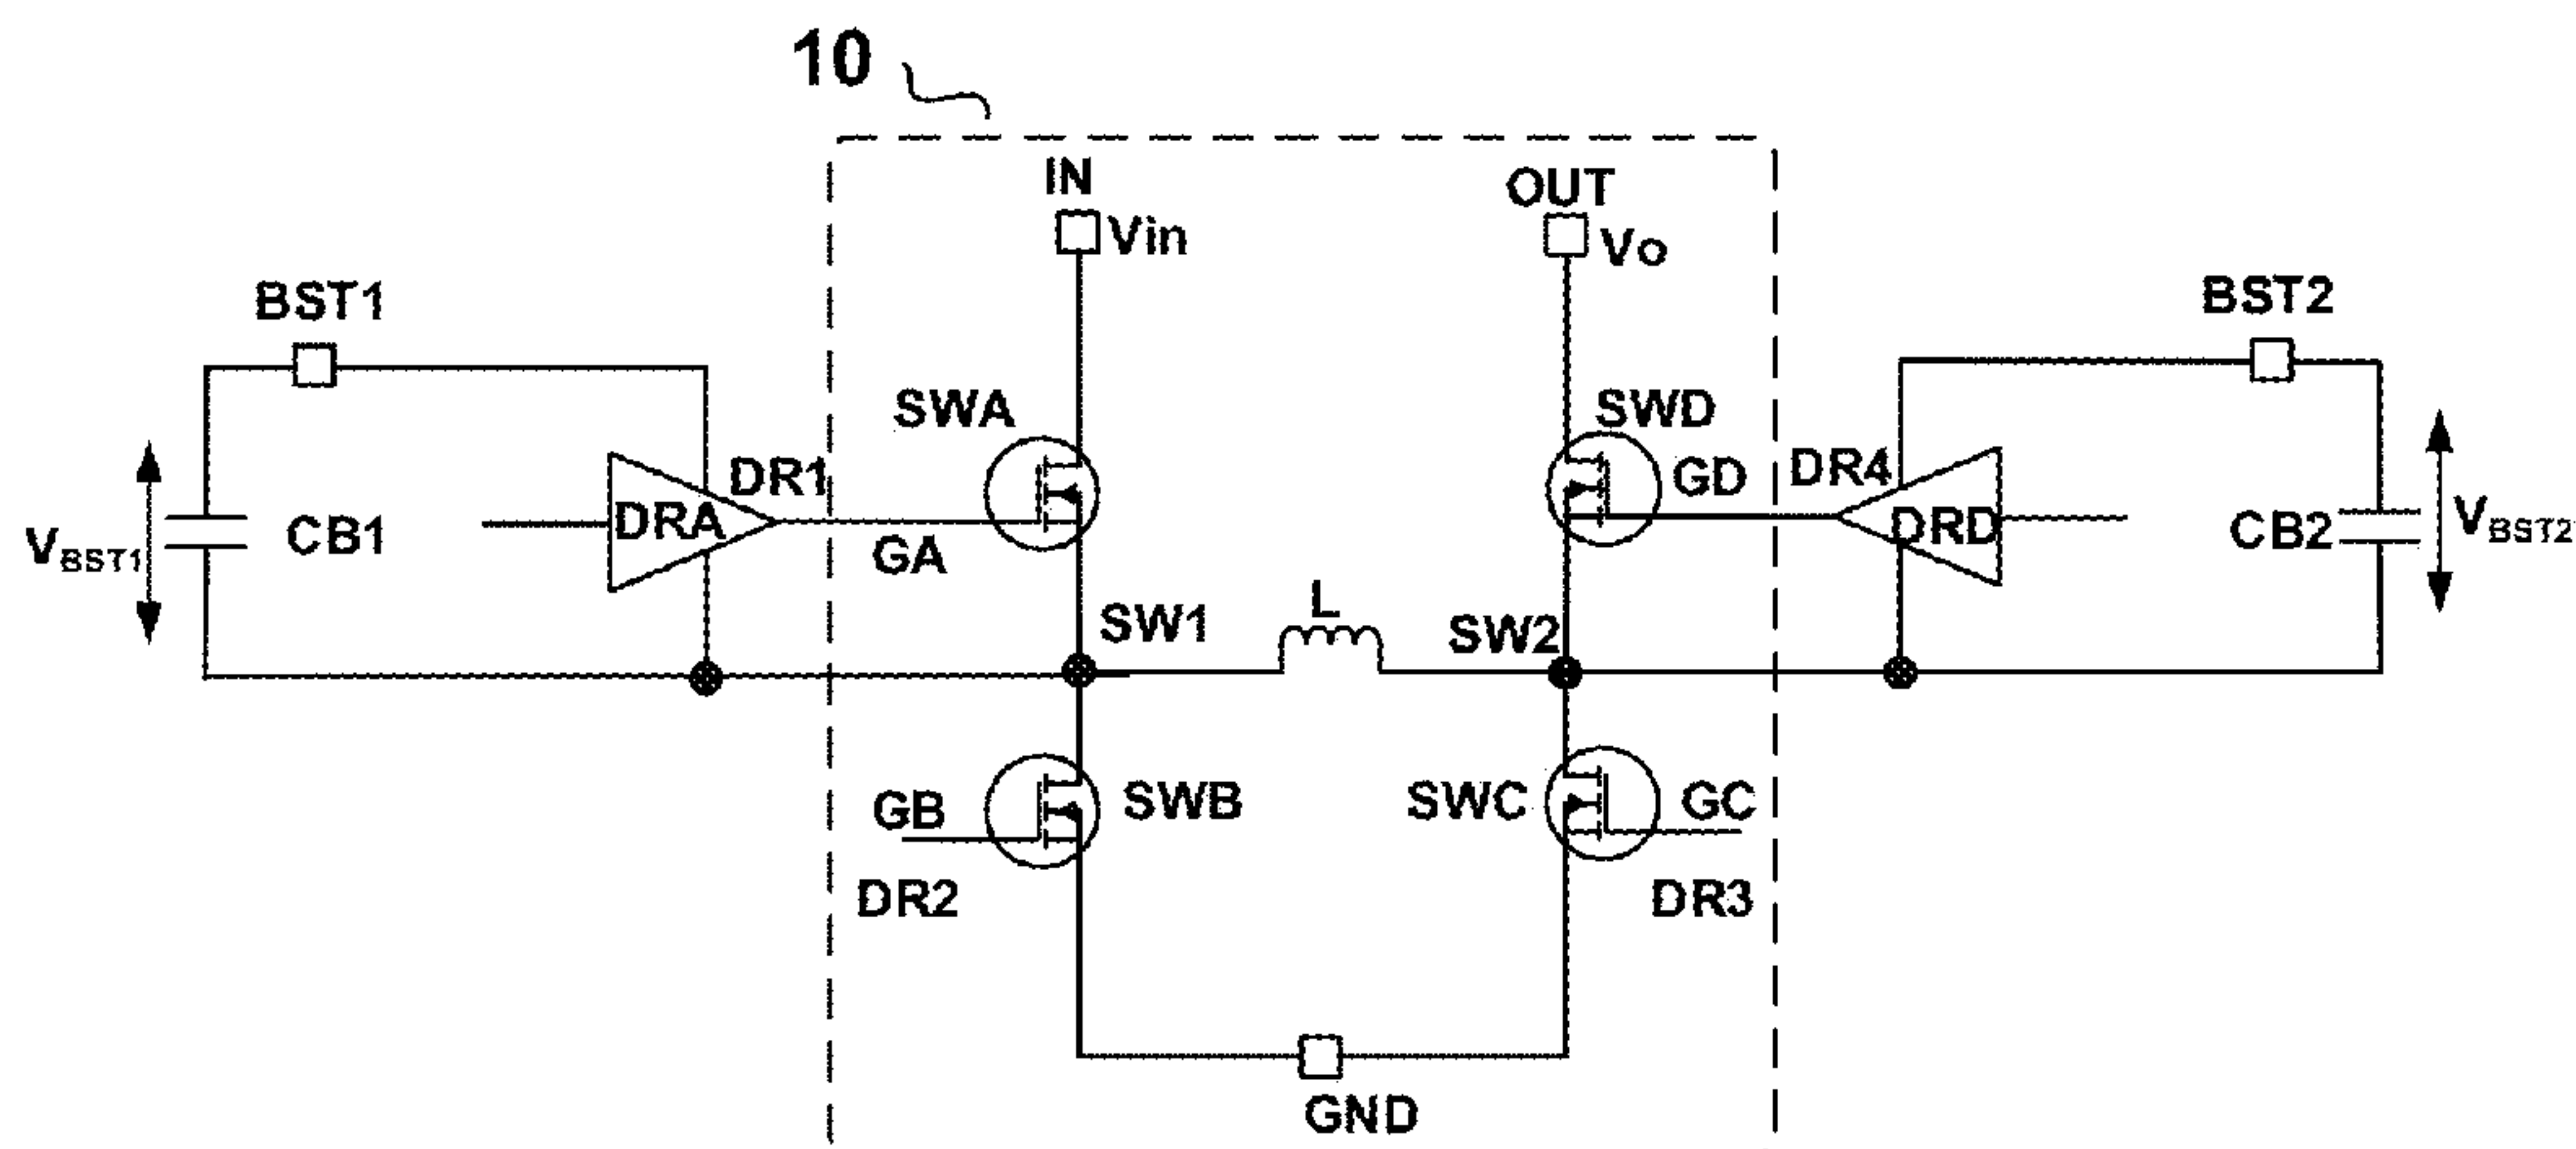 10
IN
Vin
OUT
Vo
BST1
BST2
SWA
SWD
DR1
GD
DR4
VBST1
CB1
DRA
GA
DRD
CB2
VBST2
SW1
L
SW2
GB
SWB
SWC
GC
DR2
DR3
GND